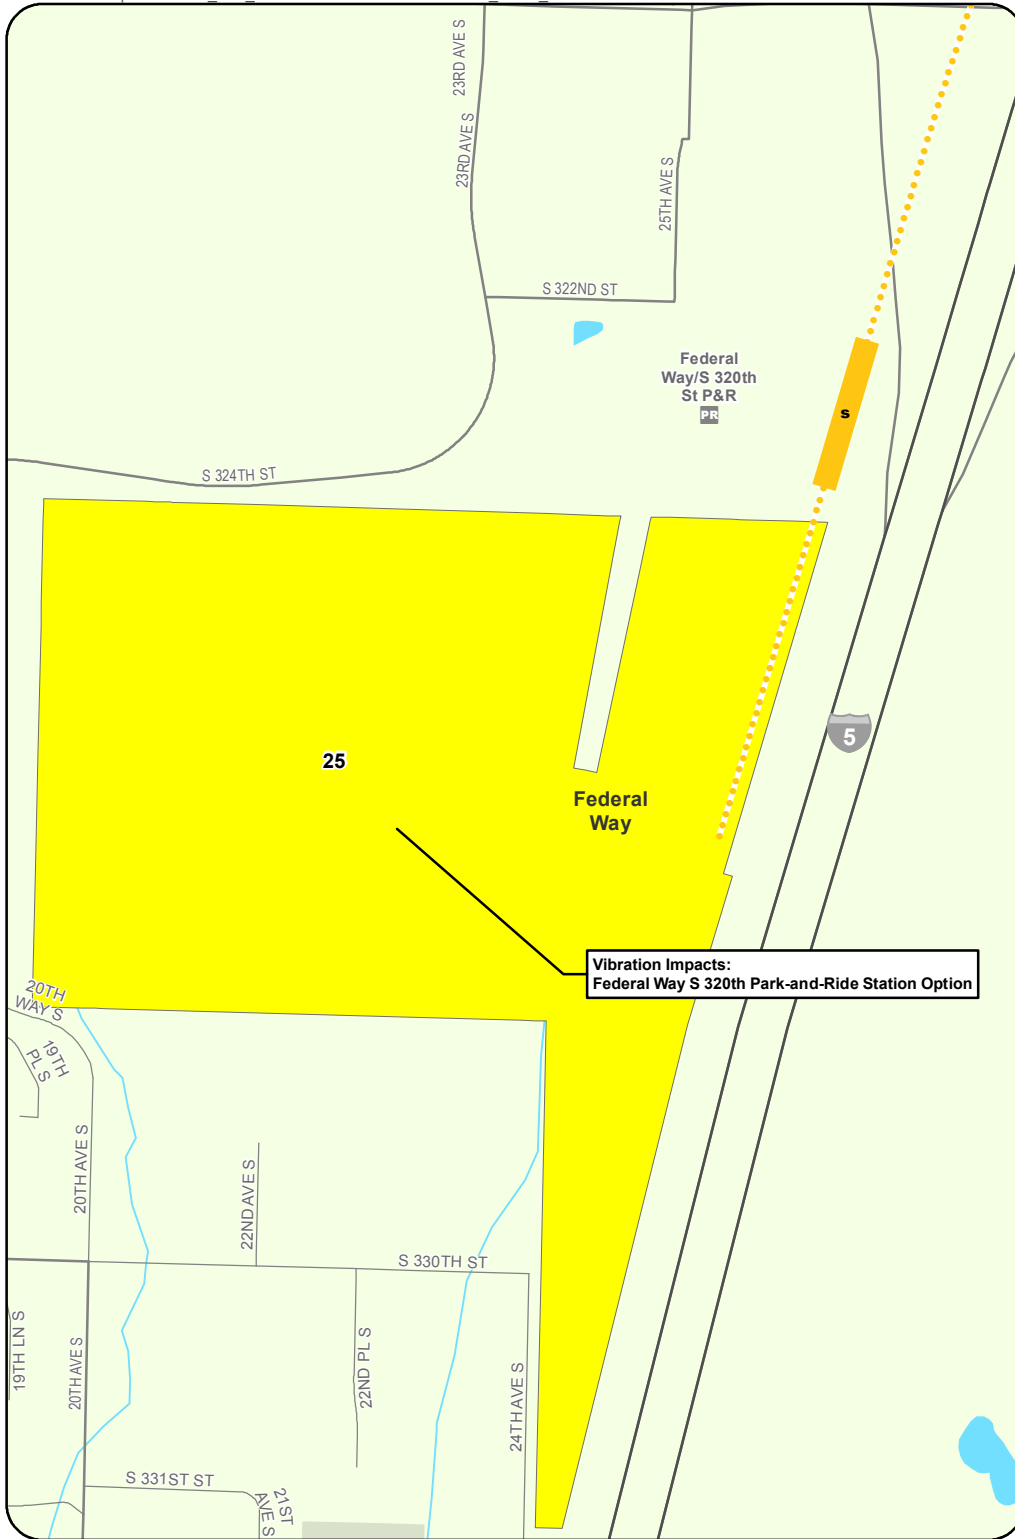 23RD AVE S
23RD AVE S
25TH AVE S
S 322ND ST
Federal
Way/S 320th
St P&R
PR
s
S 324TH ST
5
25
Federal
Way
Vibration Impacts:
Federal Way S 320th Park-and-Ride Station Option
20TH
WAY S
19TH
PL S
20TH AVE S
22ND AVE S
S 330TH ST
19TH LN S
20TH AVE S
22ND PL S
24TH AVE S
S 331ST ST
21ST
AVE S